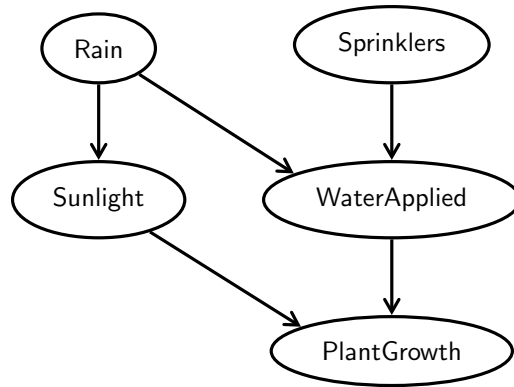 Rain
Sprinklers
Sunlight
WaterApplied
PlantGrowth